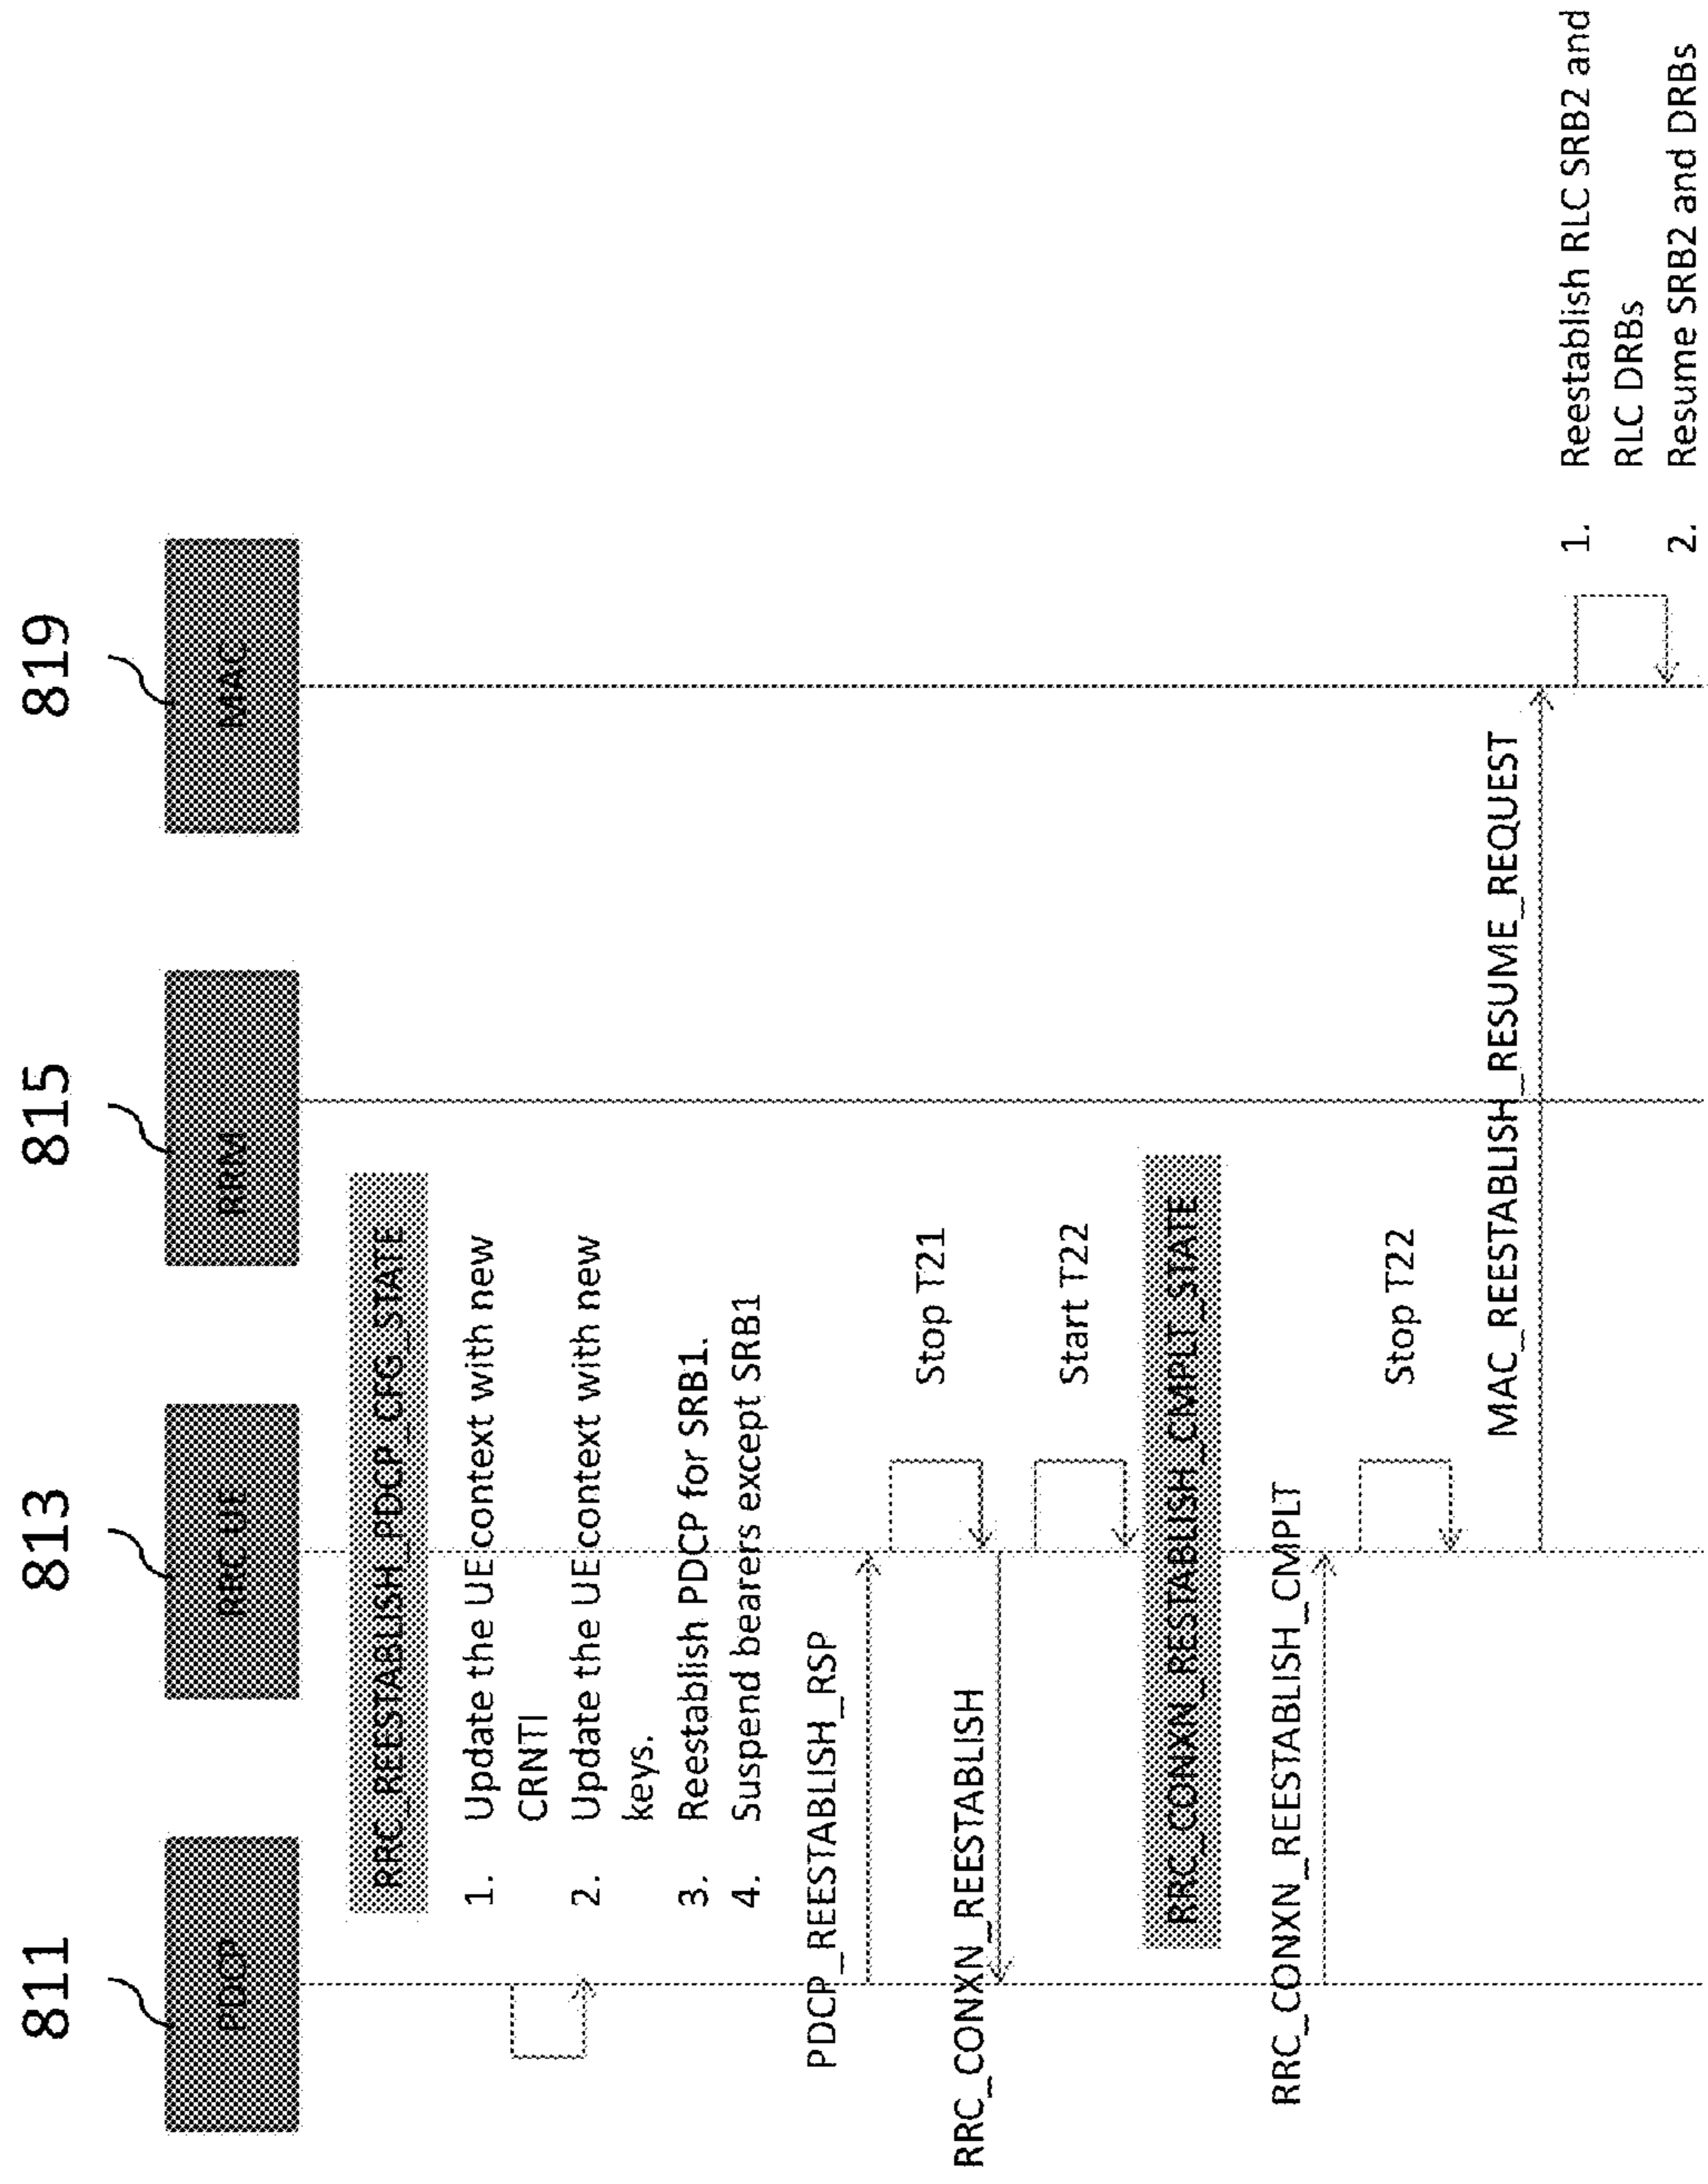 811
813
815
819
PDCP
RRC UE
RRM
MAC
RRC_REESTABLISH_PDCP_CFG_STATE
1. Update the UE context with new
CRNTI
2. Update the UE context with new
keys.
3. Reestablish PDCP for SRB1.
4. Suspend bearers except SRB1
PDCP_REESTABLISH_RSP
Stop T21
RRC_CONXN_REESTABLISH
Start T22
RRC_CONXN_RESTABLISH_CMPLT_STATE
RRC_CONXN_REESTABLISH_CMPLT
Stop T22
MAC_REESTABLISH_RESUME_REQUEST
1. Reestablish RLC SRB2 and
RLC DRBs
2. Resume SRB2 and DRBs